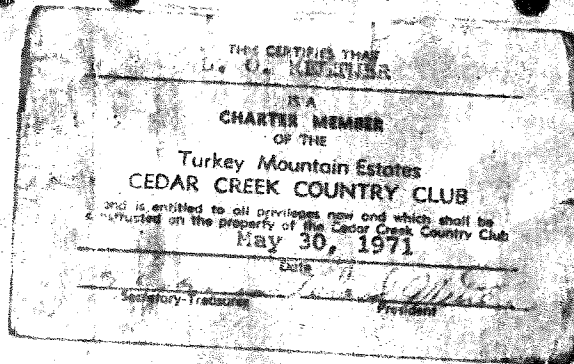 THIS CERTIFIES THAT
L. O.
IS A
CHARTER MEMBER
OF THE
Turkey Mountain Estates
CEDAR CREEK COUNTRY CLUB
and is entitled to all privileges now and which shall be
constructed on the property of the Cedar Creek Country Club
May 30, 1971
Date
Secretary-Treasurer President